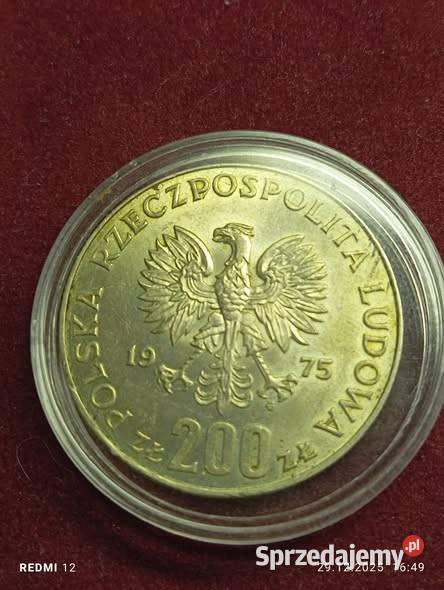 POLSKA RZECZPOSPOLITA LUDOWA
19 75
ZŁ 200 ZŁ
Sprzedajemy.pl
REDMI 12
29.12.2025 16:49